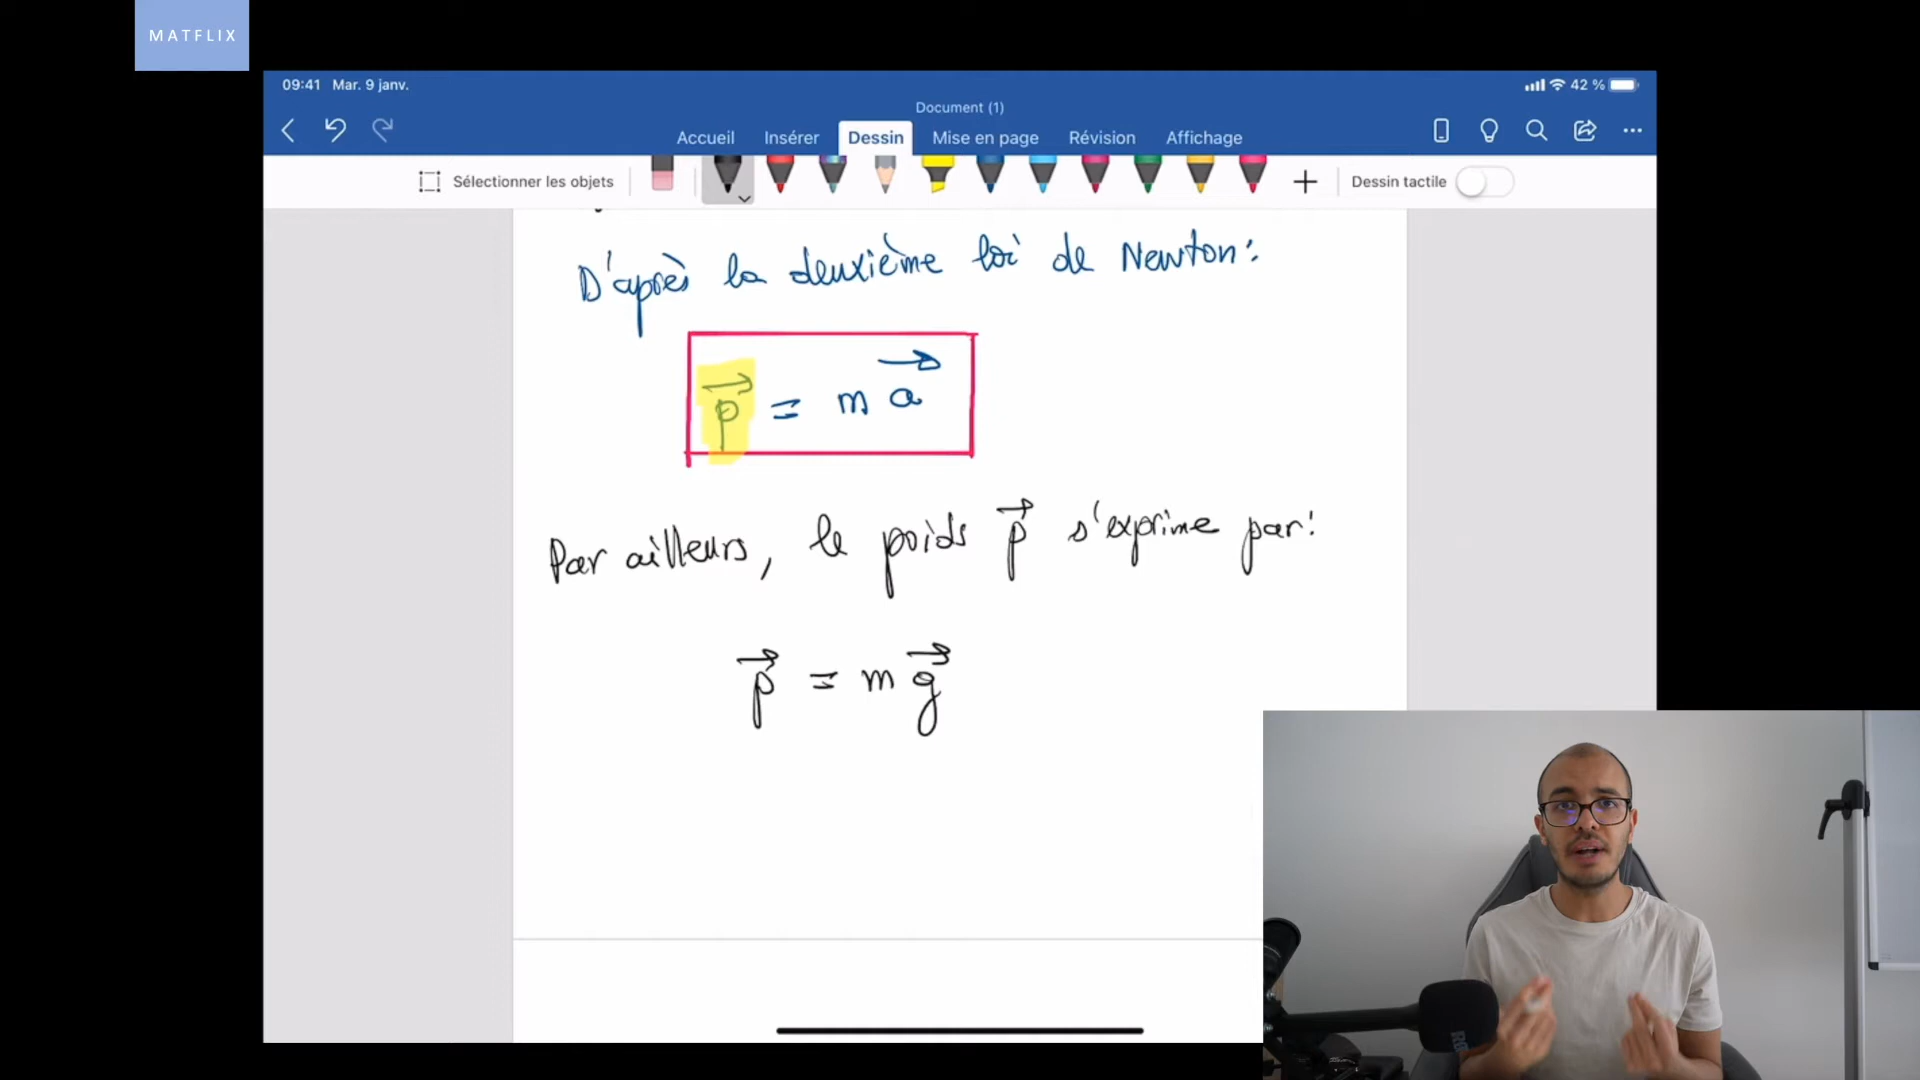 MATFLIX
09:41 Mar. 9 janv.
42 %
Document (1)
Accueil Insérer Dessin Mise en page Révision Affichage
Sélectionner les objets
Dessin tactile
D'après la deuxième loi de Newton:
p⃗ = m a⃗
Par ailleurs, le poids p⃗ s'exprime par:
p⃗ = m g⃗